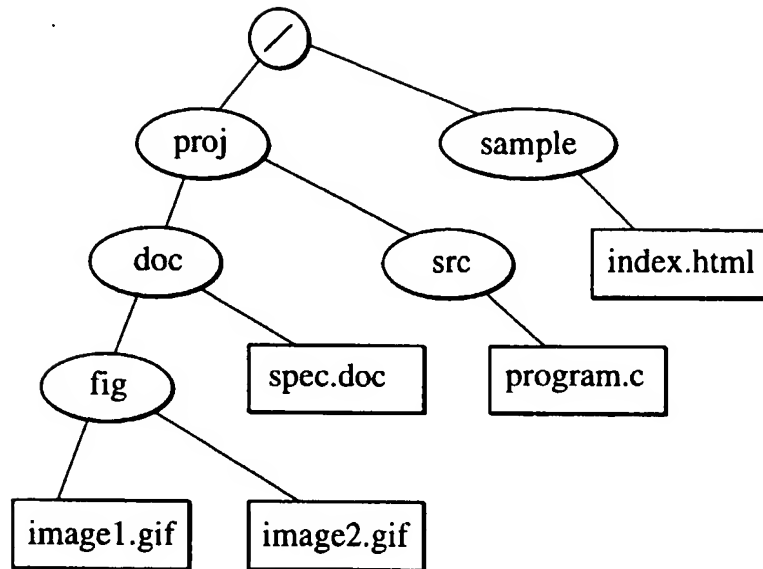 /
proj
sample
doc
src
index.html
fig
spec.doc
program.c
image1.gif
image2.gif